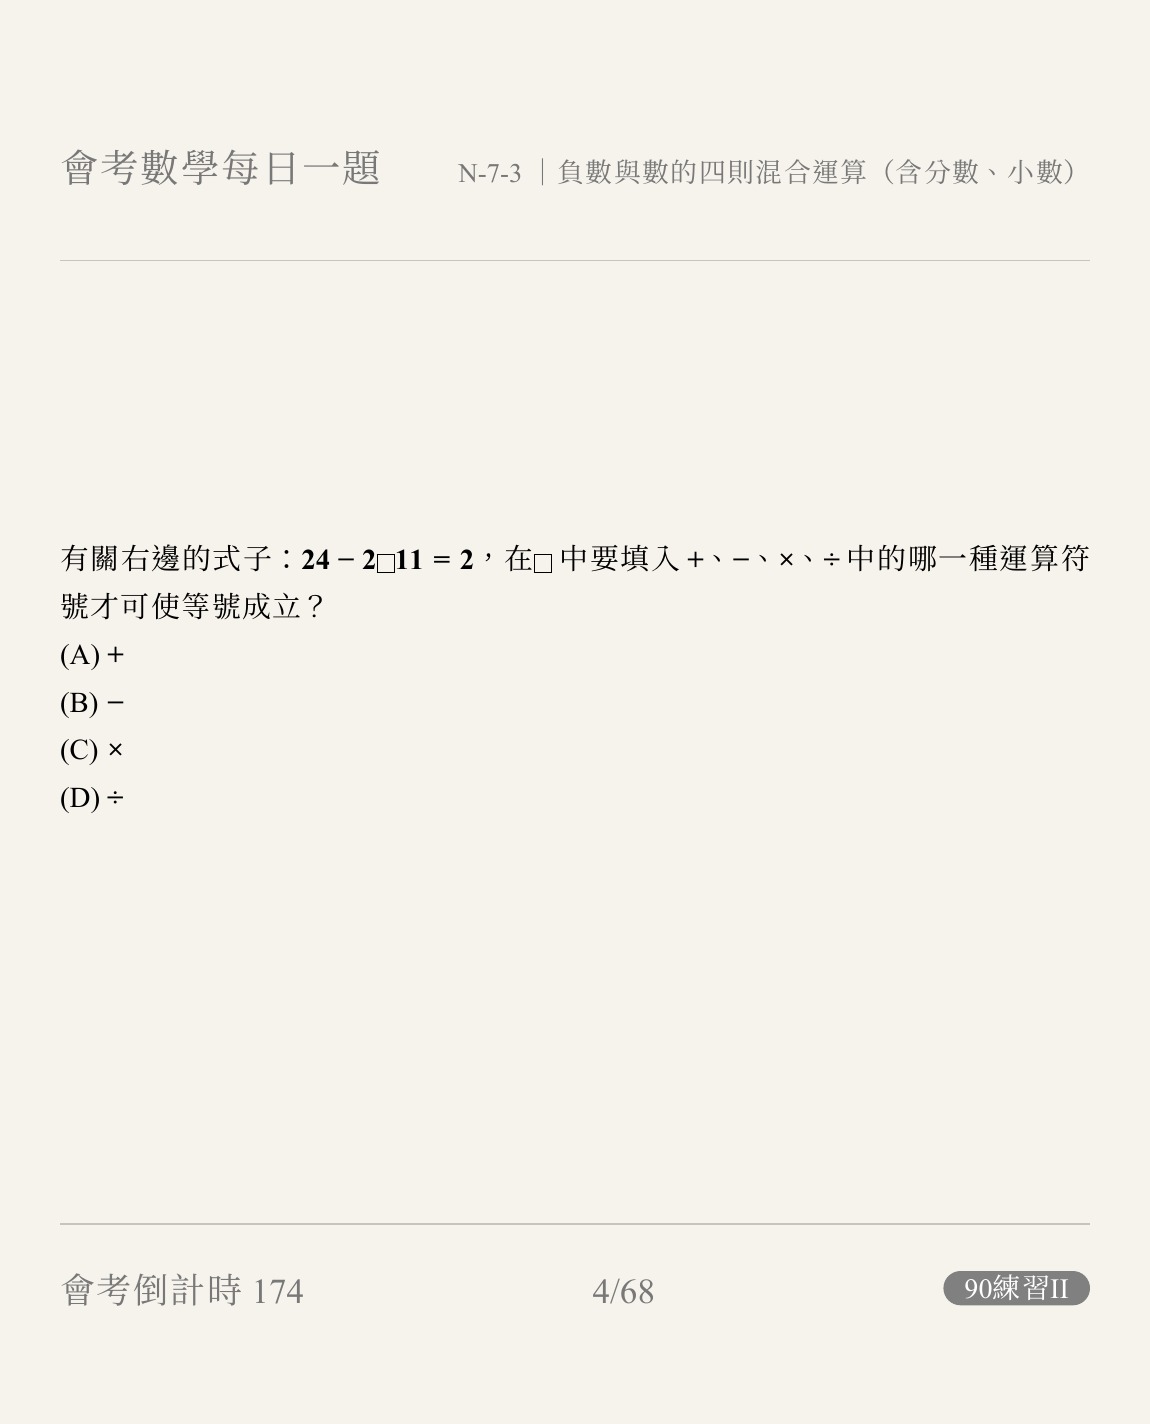 會考數學每日一題
N-7-3｜負數與數的四則混合運算（含分數、小數）
有關右邊的式子：24 − 2□11 = 2，在□ 中要填入 +、−、×、÷ 中的哪一種運算符
號才可使等號成立？
(A) +
(B) −
(C) ×
(D) ÷
會考倒計時 174
4/68
90練習II